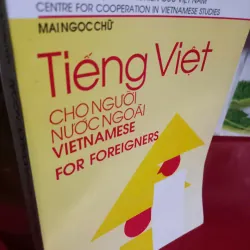 CENTRE FOR COOPERATION IN VIETNAMESE STUDIES
MAI NGỌC CHỪ
Tiếng Việt
CHO NGƯỜI
NƯỚC NGOÀI
VIETNAMESE
FOR FOREIGNERS